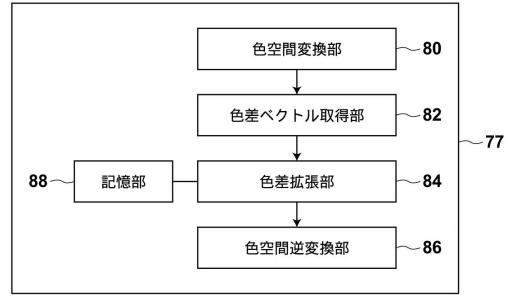 色空間変換部 80
色差ベクトル取得部 82
77
88 記憶部 色差拡張部 84
色空間逆変換部 86